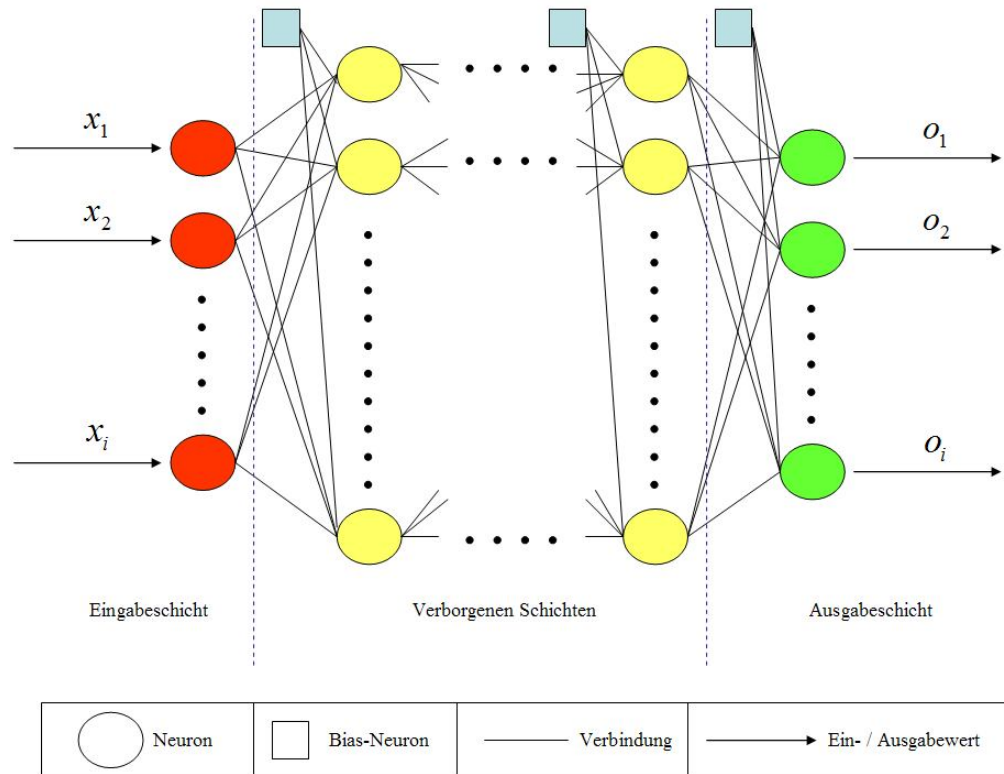 x₁
x₂
xᵢ
o₁
o₂
oᵢ
Eingabeschicht
Verborgenen Schichten
Ausgabeschicht
Neuron
Bias-Neuron
Verbindung
Ein- / Ausgabewert